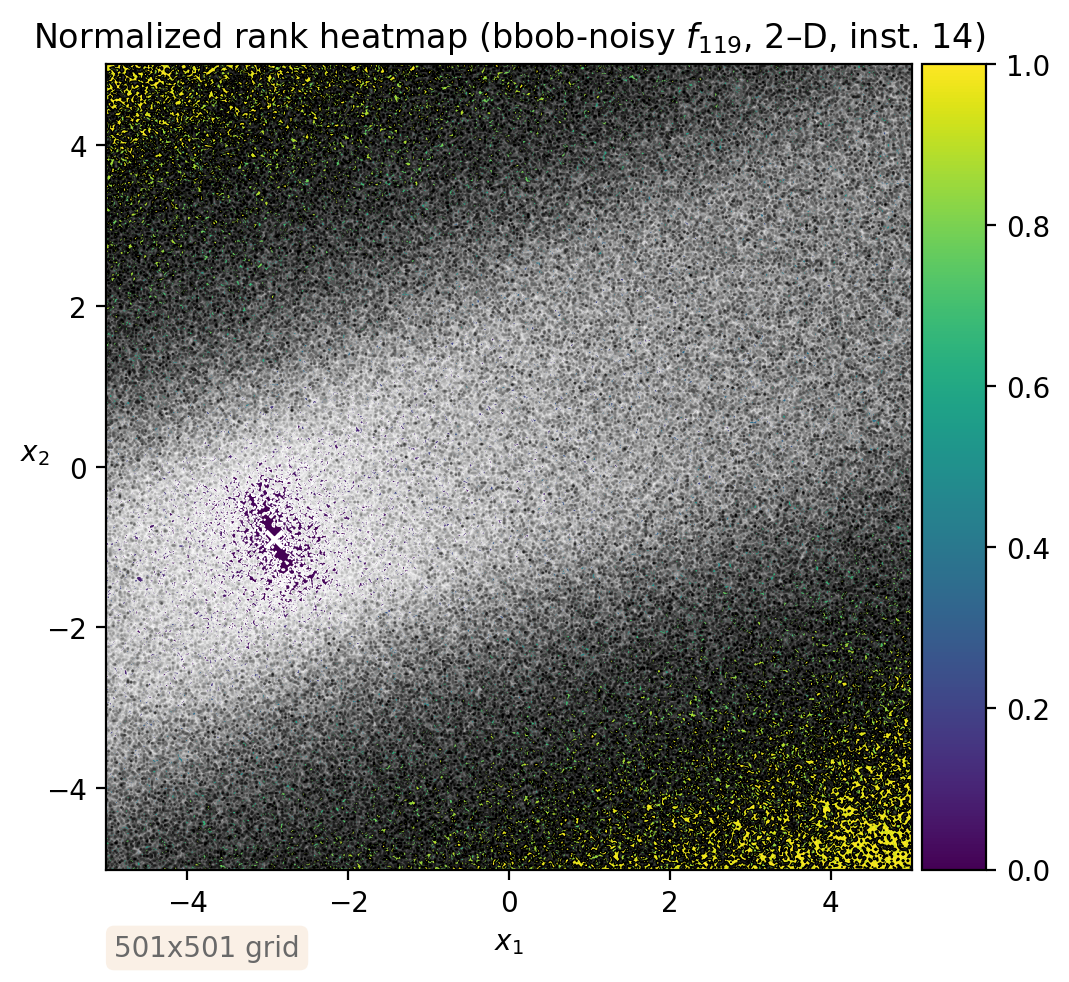 Normalized rank heatmap (bbob-noisy f₁₁₉, 2–D, inst. 14)
1.0
4
0.8
2
0.6
x₂
0
0.4
−2
0.2
−4
0.0
−4 −2 0 2 4
x₁
501x501 grid